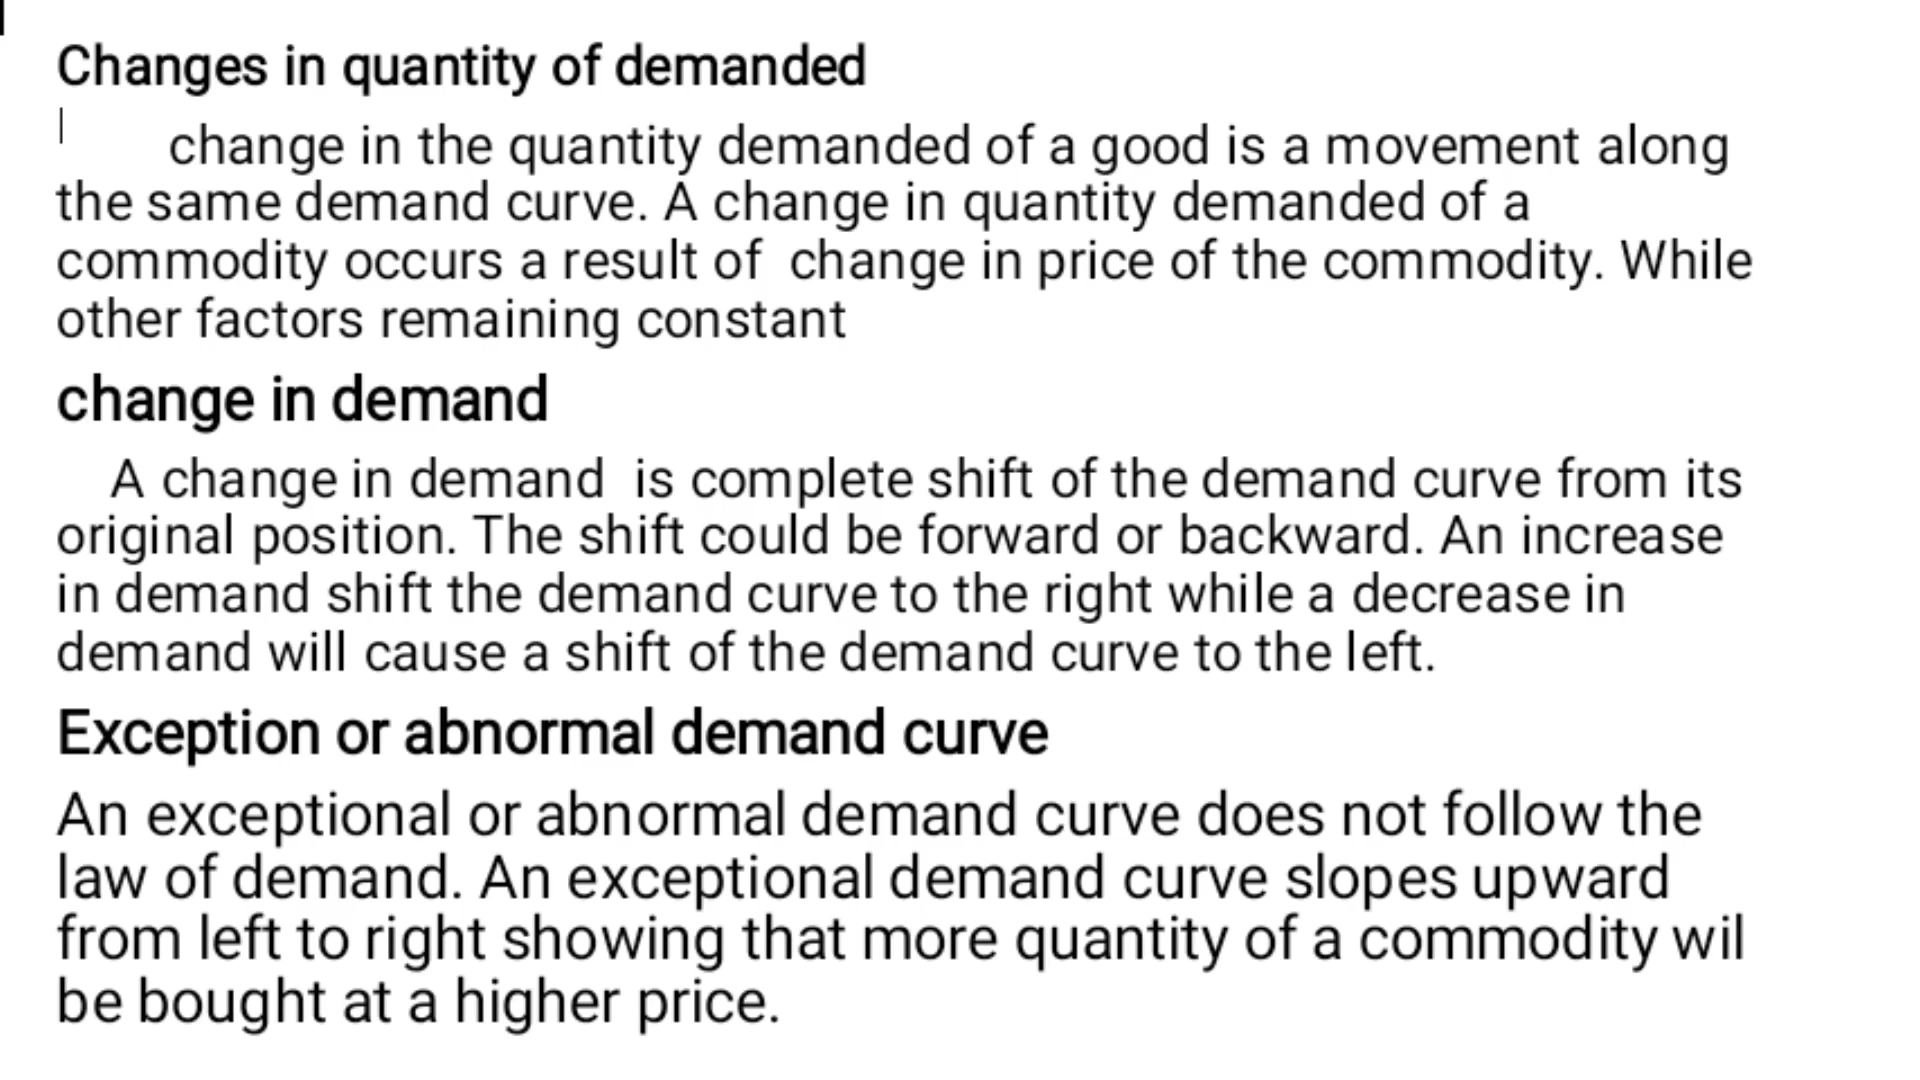 Changes in quantity of demanded
change in the quantity demanded of a good is a movement along
the same demand curve. A change in quantity demanded of a
commodity occurs a result of  change in price of the commodity. While
other factors remaining constant
change in demand
A change in demand  is complete shift of the demand curve from its
original position. The shift could be forward or backward. An increase
in demand shift the demand curve to the right while a decrease in
demand will cause a shift of the demand curve to the left.
Exception or abnormal demand curve
An exceptional or abnormal demand curve does not follow the
law of demand. An exceptional demand curve slopes upward
from left to right showing that more quantity of a commodity wil
be bought at a higher price.